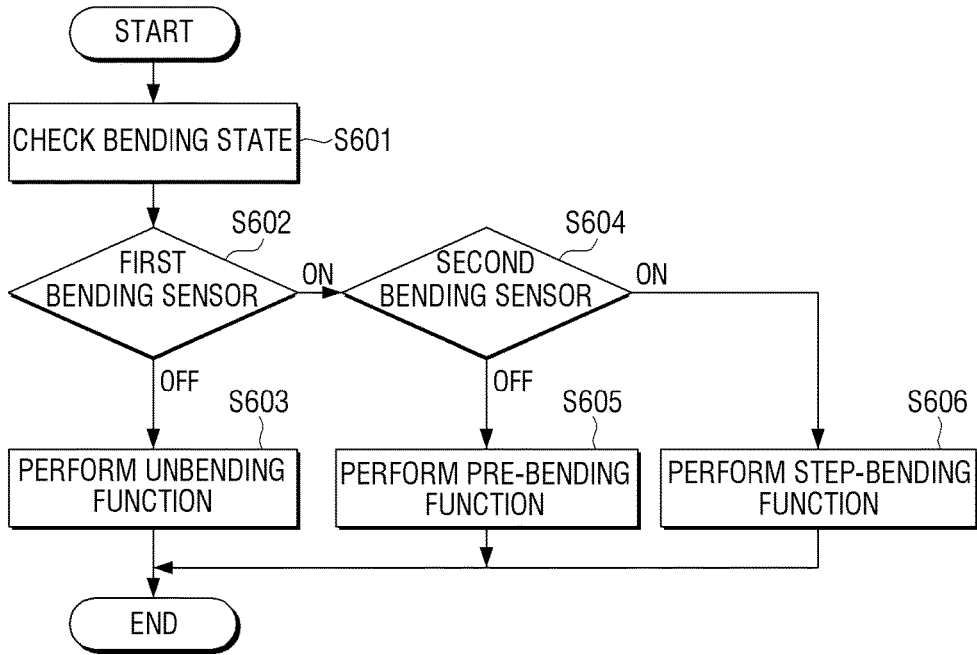 START
CHECK BENDING STATE
S601
S602
FIRST
BENDING SENSOR
ON
OFF
S604
SECOND
BENDING SENSOR
ON
OFF
S603
PERFORM UNBENDING
FUNCTION
S605
PERFORM PRE-BENDING
FUNCTION
S606
PERFORM STEP-BENDING
FUNCTION
END